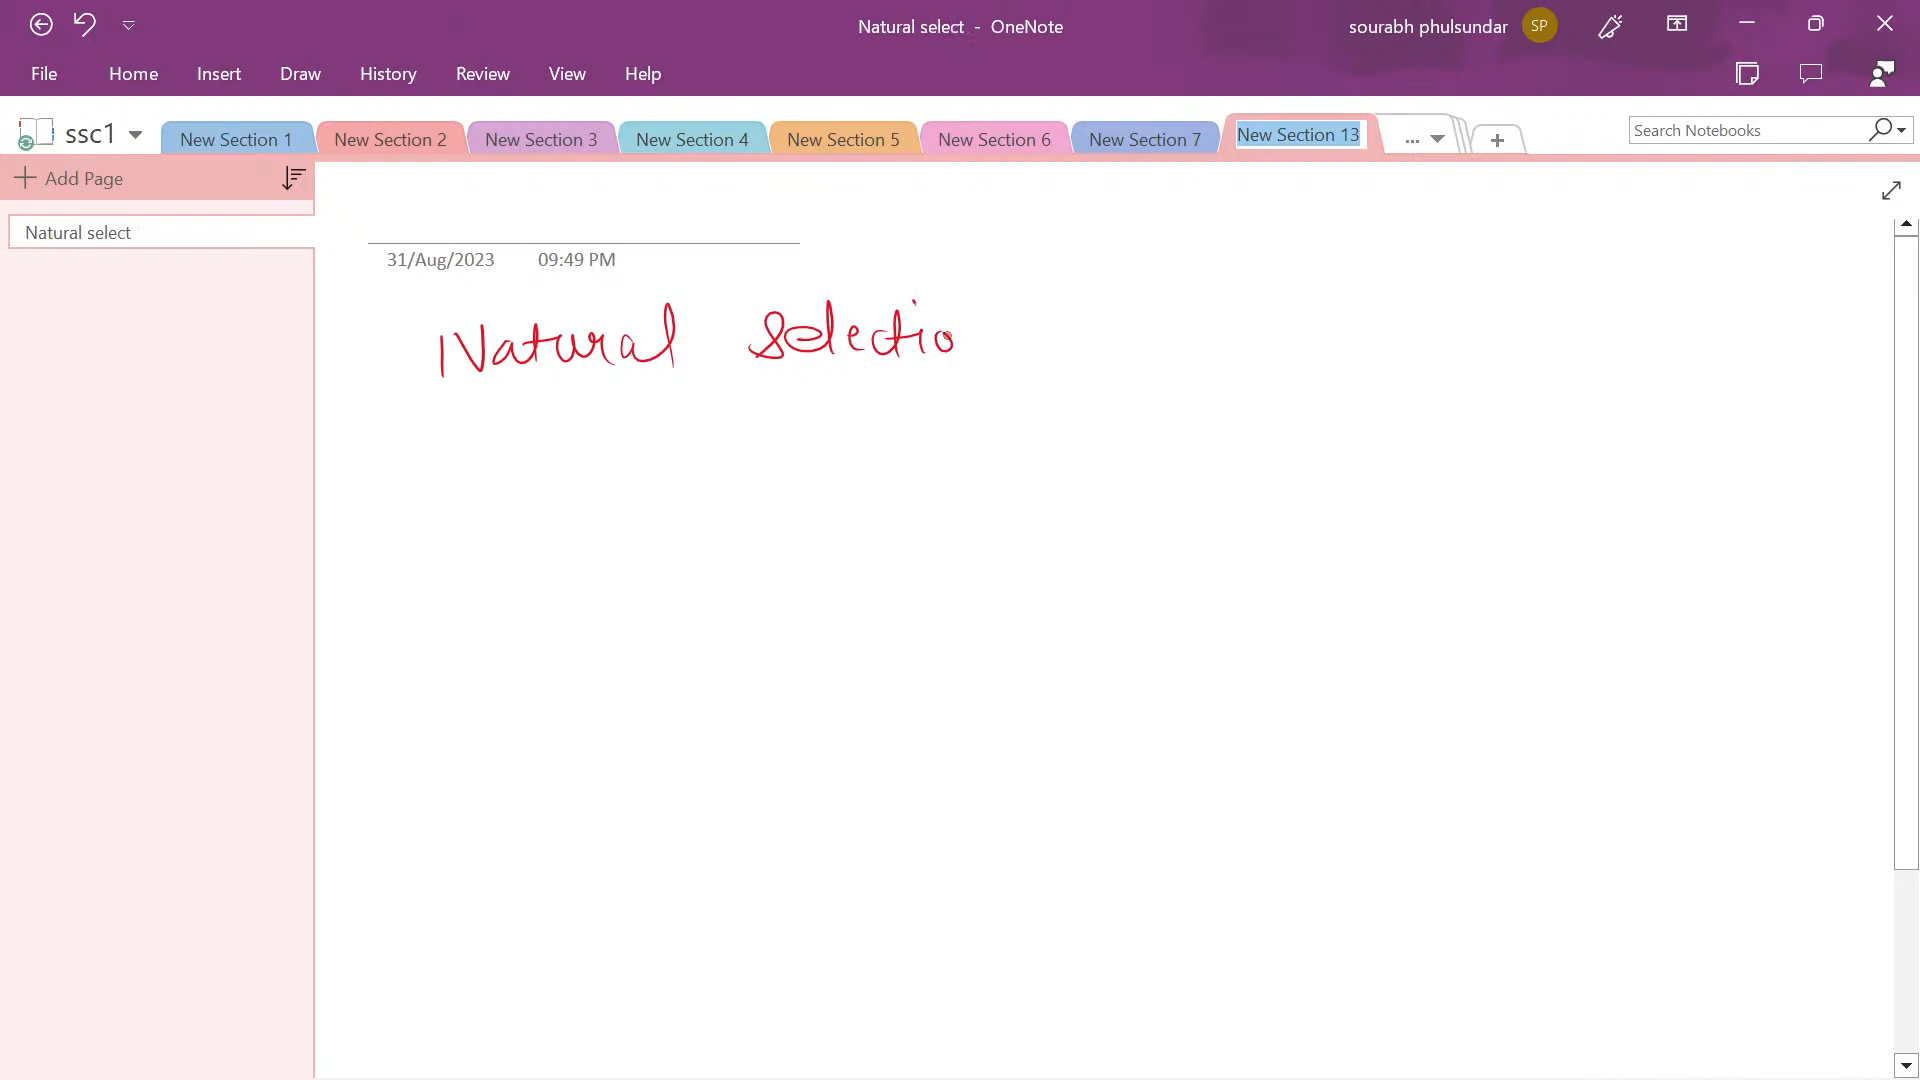 Natural select - OneNote
sourabh phulsundar SP
File Home Insert Draw History Review View Help
ssc1 New Section 1 New Section 2 New Section 3 New Section 4 New Section 5 New Section 6 New Section 7 New Section 13 ... + Search Notebooks
Add Page
Natural select
31/Aug/2023 09:49 PM
Natural Selectio